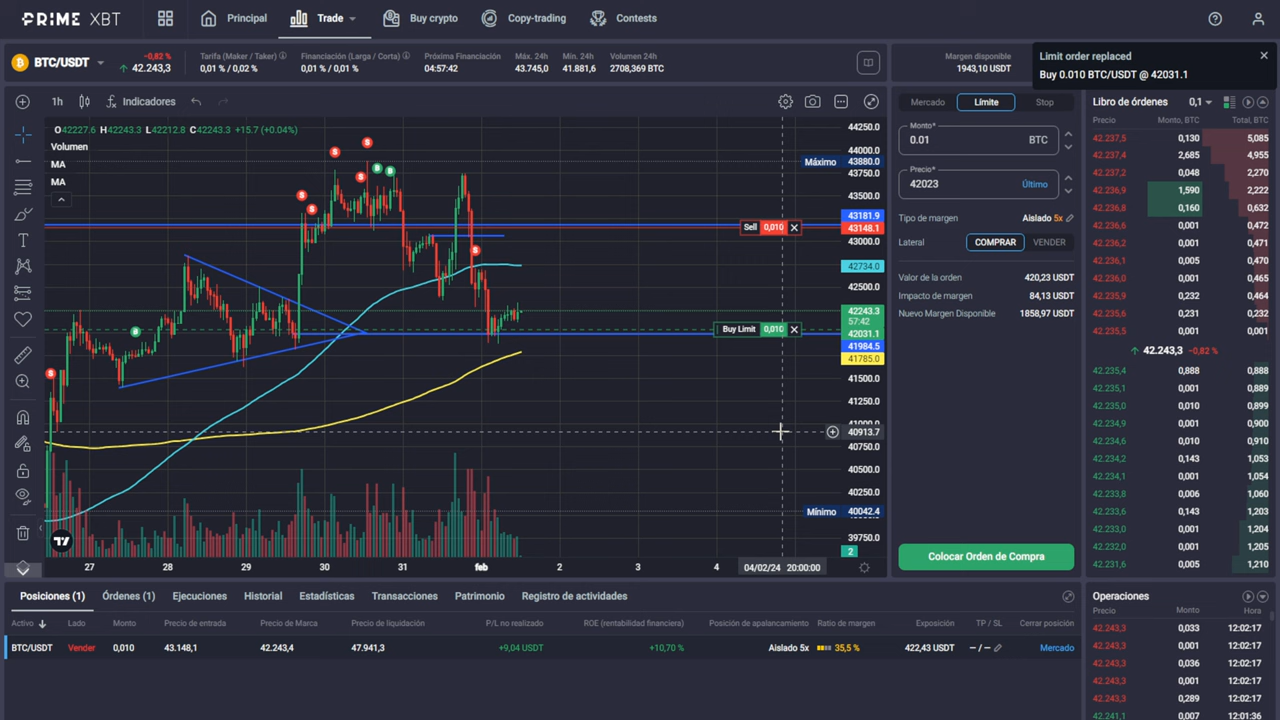 PRIME XBT
Principal
Trade
Buy crypto
Copy-trading
Contests
BTC/USDT
-0,82 %
42.243,3
Tarifa (Maker / Taker)
0,01 % / 0,02 %
Financiación (Larga / Corta)
0,01 % / 0,01 %
Próxima Financiación
04:57:42
Máx. 24h
43.745,0
Mín. 24h
41.881,6
Volumen 24h
2708,369 BTC
Margen disponible
1943,10 USDT
Limit order replaced
Buy 0.010 BTC/USDT @ 42031.1
1h
Indicadores
O42227.6 H42243.3 L42212.8 C42243.3 +15.7 (+0.04%)
Volumen
MA
MA
44250.0
44000.0
Máximo
43880.0
43750.0
43500.0
43181.9
43148.1
43000.0
42734.0
42500.0
42243.3
57:42
42031.1
41984.5
41785.0
41500.0
41250.0
41000.0
40913.7
40750.0
40500.0
40250.0
Mínimo
40042.4
39750.0
2
Sell 0,010
Buy Limit 0,010
27
28
29
30
31
feb
2
3
4
04/02/24 20:00:00
Mercado
Límite
Stop
Monto*
0.01
BTC
Precio*
42023
Último
Tipo de margen
Aislado 5x
Lateral
COMPRAR
VENDER
Valor de la orden
420,23 USDT
Impacto de margen
84,13 USDT
Nuevo Margen Disponible
1858,97 USDT
Colocar Orden de Compra
Libro de órdenes
0,1
Precio Monto, BTC Total, BTC
42.237,5 0,130 5,085
42.237,4 2,685 4,955
42.237,2 0,048 2,270
42.236,9 1,590 2,222
42.236,8 0,160 0,632
42.236,6 0,001 0,472
42.236,2 0,001 0,471
42.236,1 0,005 0,470
42.236,0 0,001 0,465
42.235,9 0,232 0,464
42.235,6 0,231 0,232
42.235,5 0,001 0,001
42.243,3 -0,82 %
42.235,4 0,888 0,888
42.235,1 0,001 0,889
42.235,0 0,010 0,899
42.234,9 0,001 0,900
42.234,6 0,010 0,910
42.234,2 0,143 1,053
42.234,1 0,001 1,054
42.233,8 0,006 1,060
42.233,6 0,143 1,203
42.233,0 0,001 1,204
42.232,0 0,001 1,205
42.231,6 0,005 1,210
Posiciones (1)
Órdenes (1)
Ejecuciones
Historial
Estadísticas
Transacciones
Patrimonio
Registro de actividades
Activo Lado Monto Precio de entrada Precio de Marca Precio de liquidación P/L no realizado ROE (rentabilidad financiera) Posición de apalancamiento Ratio de margen Exposición TP / SL Cerrar posición
BTC/USDT Vender 0,010 43.148,1 42.243,4 47.941,3 +9,04 USDT +10,70 % Aislado 5x 35,5 % 422,43 USDT – / – Mercado
Operaciones
Precio Monto Hora
42.243,3 0,033 12:02:17
42.243,3 0,001 12:02:17
42.243,3 0,036 12:02:17
42.243,3 0,001 12:02:17
42.243,3 0,289 12:02:17
42.241,1 0,007 12:01:36